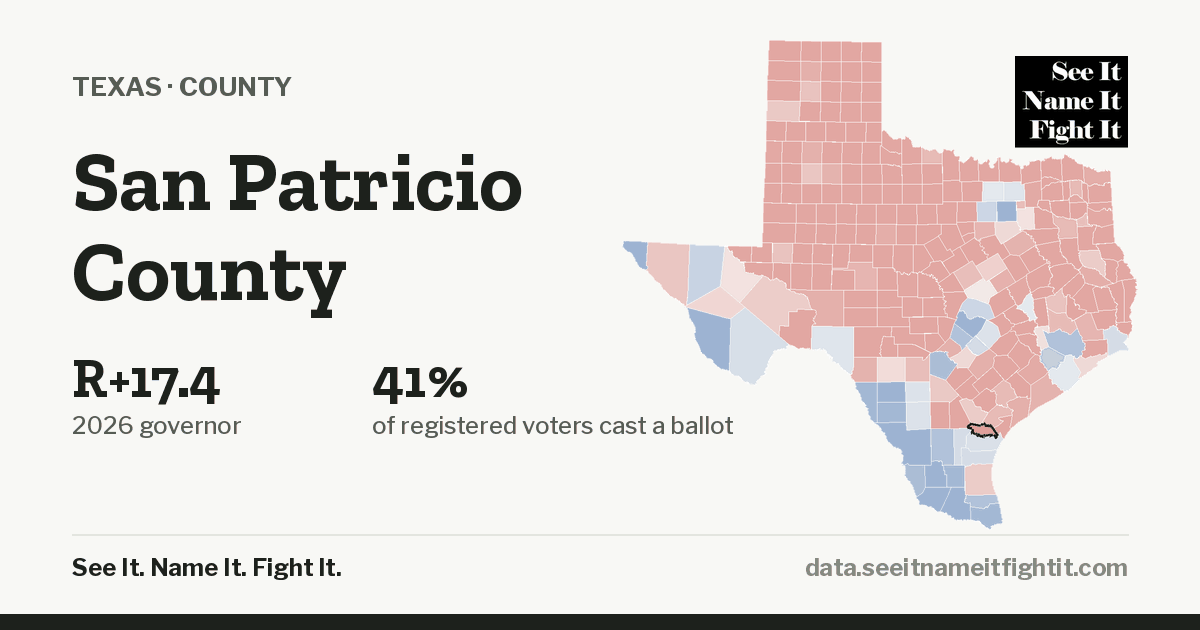 TEXAS · COUNTY
San Patricio
County
R+17.4
2026 governor
41%
of registered voters cast a ballot
See It
Name It
Fight It
See It. Name It. Fight It.
data.seeitnameitfightit.com